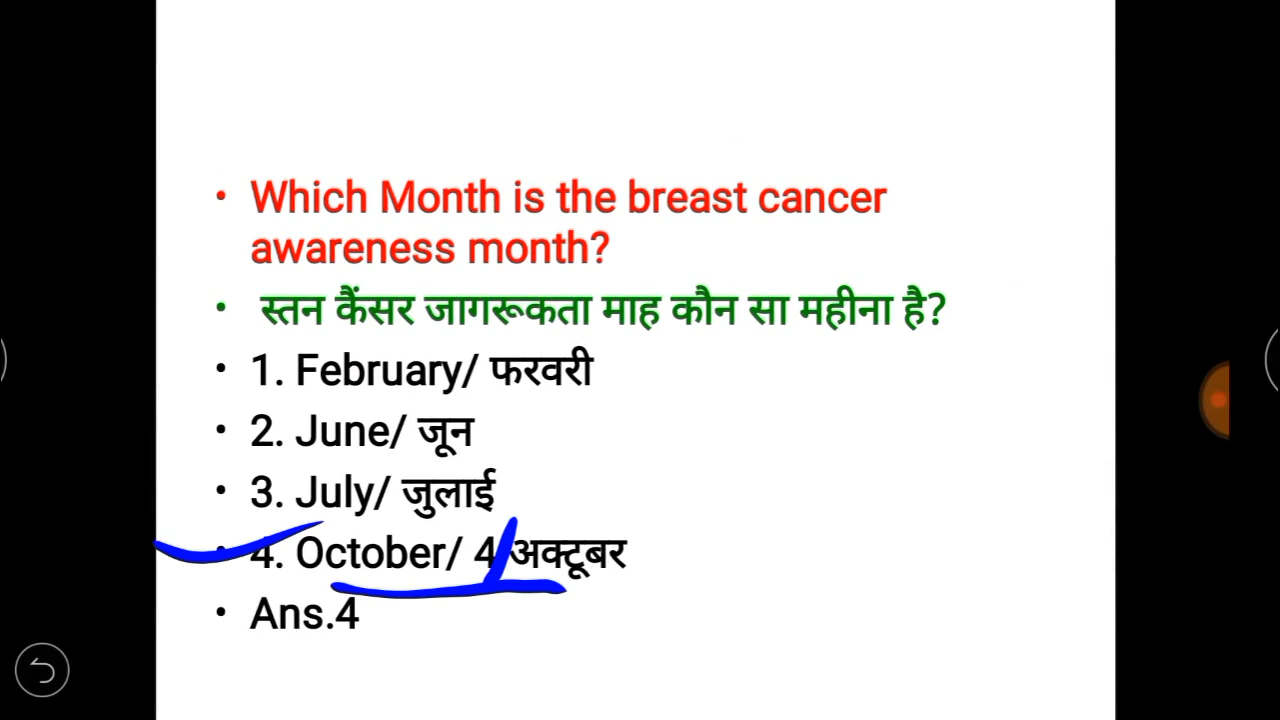 • Which Month is the breast cancer
awareness month?
• स्तन कैंसर जागरूकता माह कौन सा महीना है?
• 1. February/ फरवरी
• 2. June/ जून
• 3. July/ जुलाई
• 4. October/ 4 अक्टूबर
• Ans.4